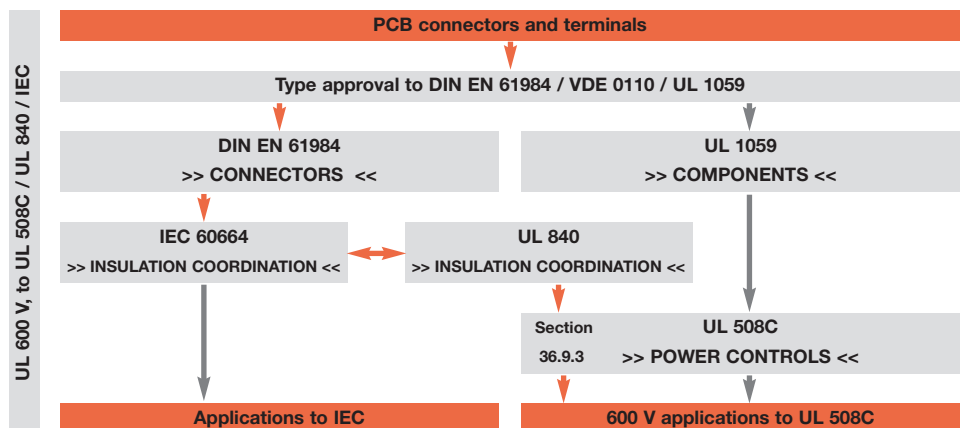 UL 600 V, to UL 508C / UL 840 / IEC
PCB connectors and terminals
Type approval to DIN EN 61984 / VDE 0110 / UL 1059
DIN EN 61984
>> CONNECTORS <<
UL 1059
>> COMPONENTS <<
IEC 60664
>> INSULATION COORDINATION <<
UL 840
>> INSULATION COORDINATION <<
Section
36.9.3
UL 508C
>> POWER CONTROLS <<
Applications to IEC
600 V applications to UL 508C